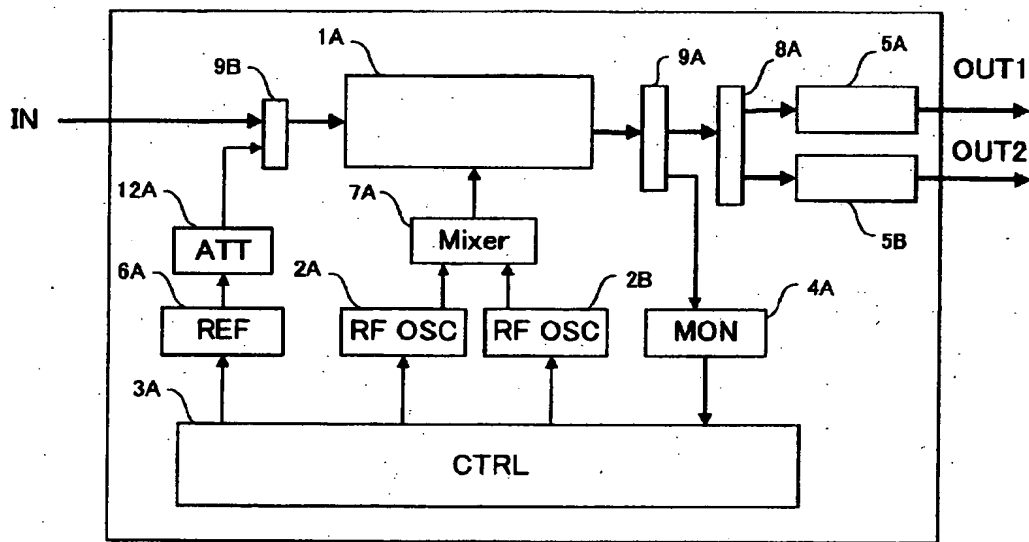 1A
9B
9A
8A
5A
OUT1
IN
OUT2
12A
7A
5B
ATT
Mixer
6A
2A
2B
4A
REF
RF OSC
RF OSC
MON
3A
CTRL